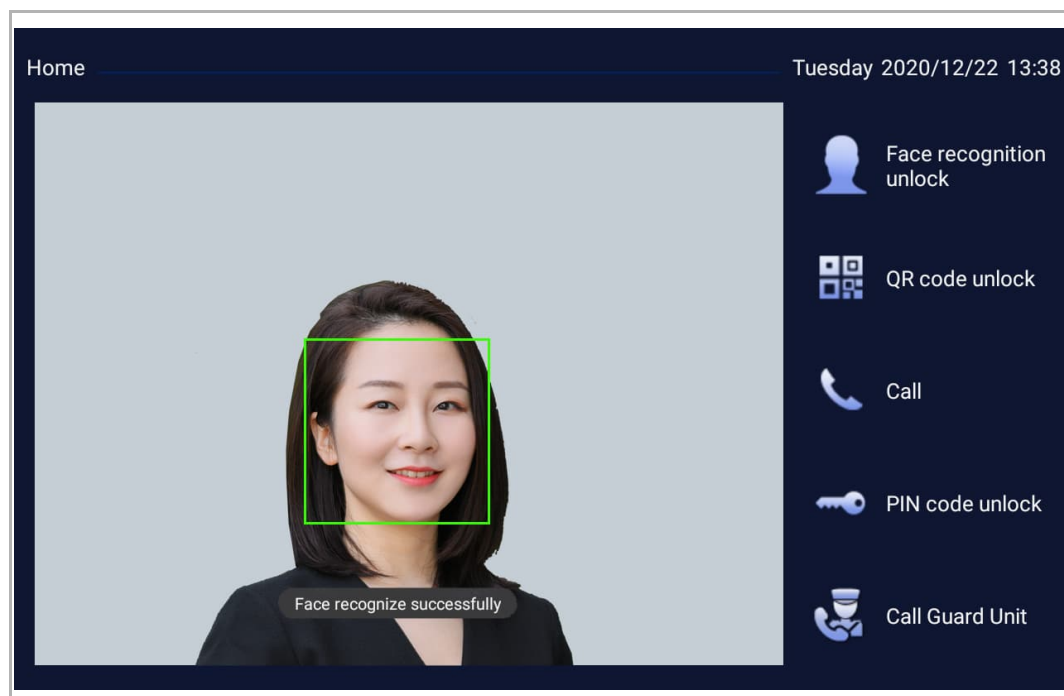 Home
Tuesday 2020/12/22 13:38
Face recognition
unlock
QR code unlock
Call
PIN code unlock
Face recognize successfully
Call Guard Unit